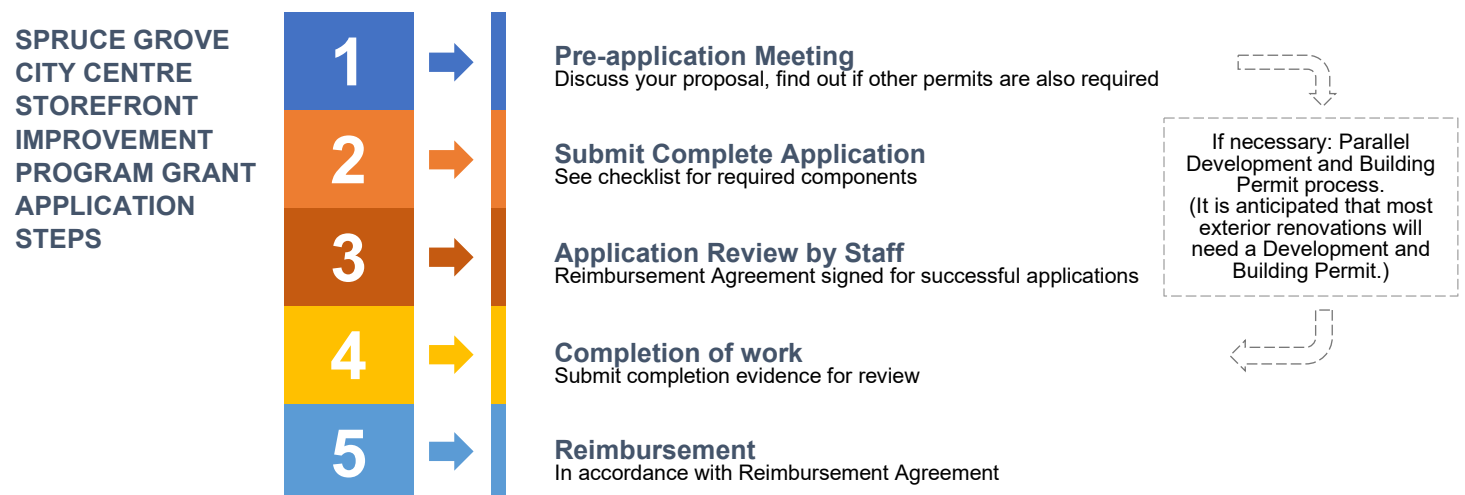 SPRUCE GROVE
CITY CENTRE
STOREFRONT
IMPROVEMENT
PROGRAM GRANT
APPLICATION
STEPS
1
Pre-application Meeting
Discuss your proposal, find out if other permits are also required
2
Submit Complete Application
See checklist for required components
3
Application Review by Staff
Reimbursement Agreement signed for successful applications
4
Completion of work
Submit completion evidence for review
5
Reimbursement
In accordance with Reimbursement Agreement
If necessary: Parallel
Development and Building
Permit process.
(It is anticipated that most
exterior renovations will
need a Development and
Building Permit.)